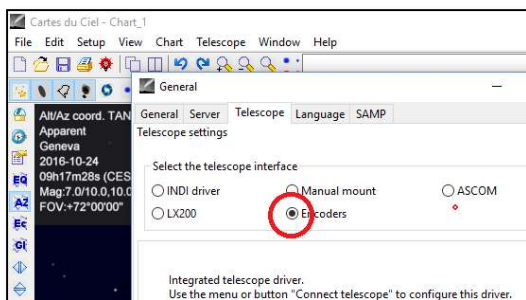 Cartes du Ciel - Chart_1
File Edit Setup View Chart Telescope Window Help
General
General Server Telescope Language SAMP
Telescope settings
Alt/Az coord. TAN
Apparent
Geneva
2016-10-24
09h17m28s (CES
Mag:7.0/10.0,10.0
FOV:+72°00'00"
EQ
AZ
Ec
Gl
Select the telescope interface
INDI driver Manual mount ASCOM
LX200 Encoders
Integrated telescope driver.
Use the menu or button "Connect telescope" to configure this driver.